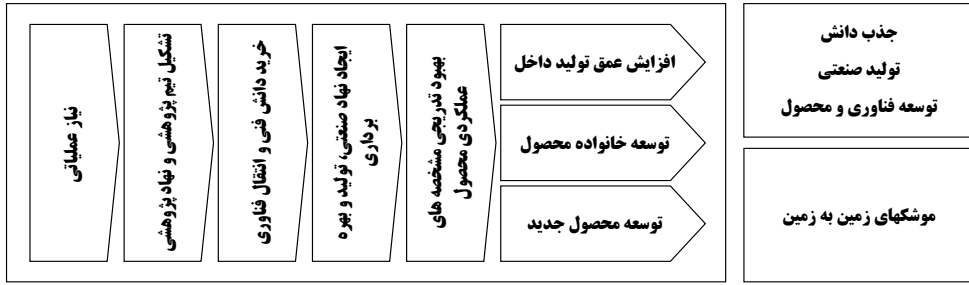 جذب دانش
تولید صنعتی
توسعه فناوری و محصول
موشکهای زمین به زمین
نیاز عملیاتی
تشکیل تیم پژوهشی و نهاد پژوهشی
خرید دانش فنی و انتقال فناوری
ایجاد نهاد صنعتی، تولید و بهره
برداری
بهبود تدریجی مشخصه های
عملکردی محصول
افزایش عمق تولید داخل
توسعه خانواده محصول
توسعه محصول جدید